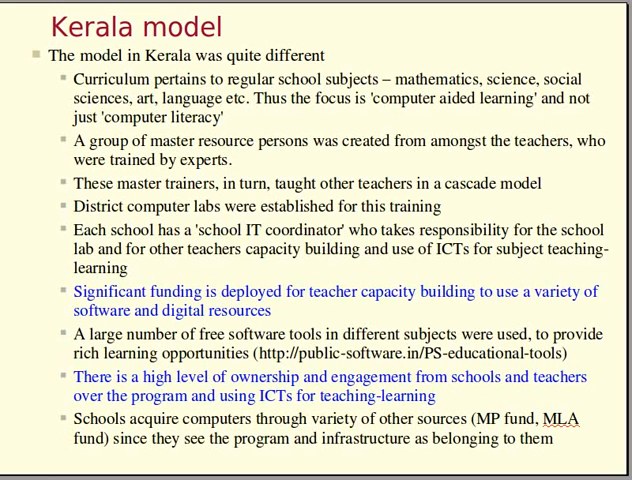 Kerala model
The model in Kerala was quite different
Curriculum pertains to regular school subjects – mathematics, science, social
sciences, art, language etc. Thus the focus is 'computer aided learning' and not
just 'computer literacy'
A group of master resource persons was created from amongst the teachers, who
were trained by experts.
These master trainers, in turn, taught other teachers in a cascade model
District computer labs were established for this training
Each school has a 'school IT coordinator' who takes responsibility for the school
lab and for other teachers capacity building and use of ICTs for subject teaching-
learning
Significant funding is deployed for teacher capacity building to use a variety of
software and digital resources
A large number of free software tools in different subjects were used, to provide
rich learning opportunities (http://public-software.in/PS-educational-tools)
There is a high level of ownership and engagement from schools and teachers
over the program and using ICTs for teaching-learning
Schools acquire computers through variety of other sources (MP fund, MLA
fund) since they see the program and infrastructure as belonging to them